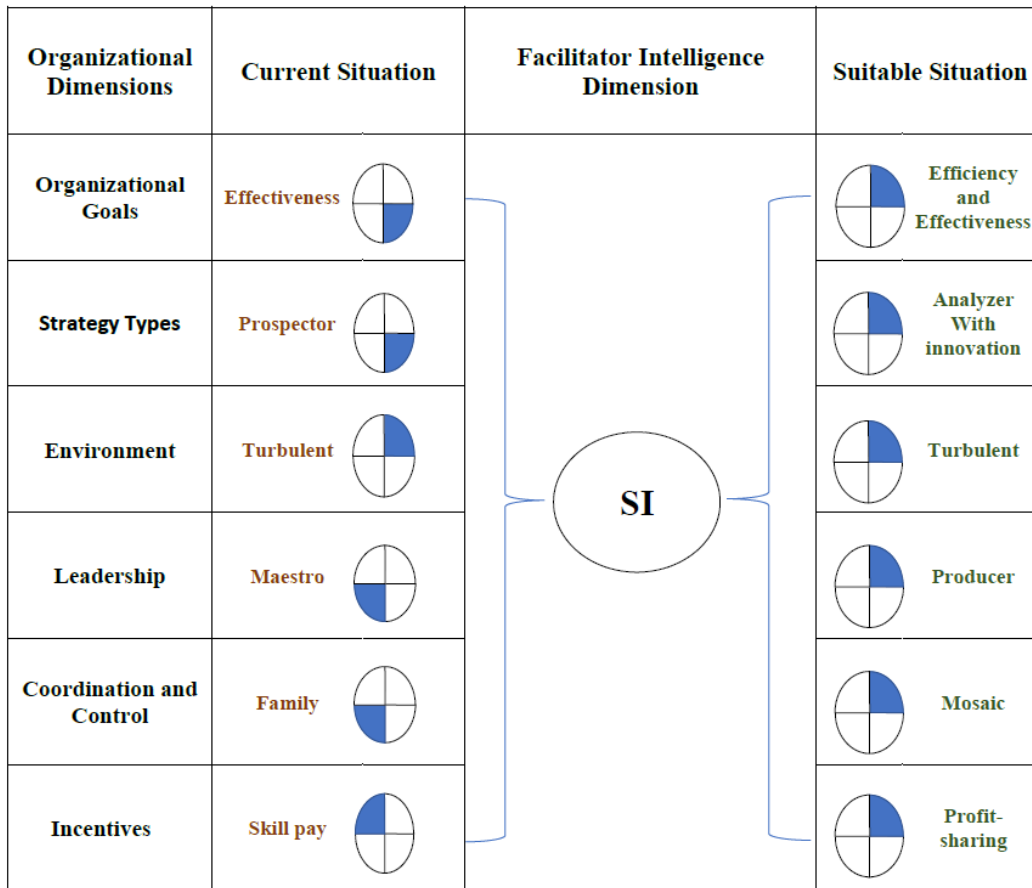 Organizational
Dimensions
Current Situation
Facilitator Intelligence
Dimension
Suitable Situation
Organizational
Goals
Effectiveness
Efficiency
and
Effectiveness
Strategy Types
Prospector
Analyzer
With
innovation
Environment
Turbulent
Turbulent
SI
Leadership
Maestro
Producer
Coordination and
Control
Family
Mosaic
Incentives
Skill pay
Profit-
sharing